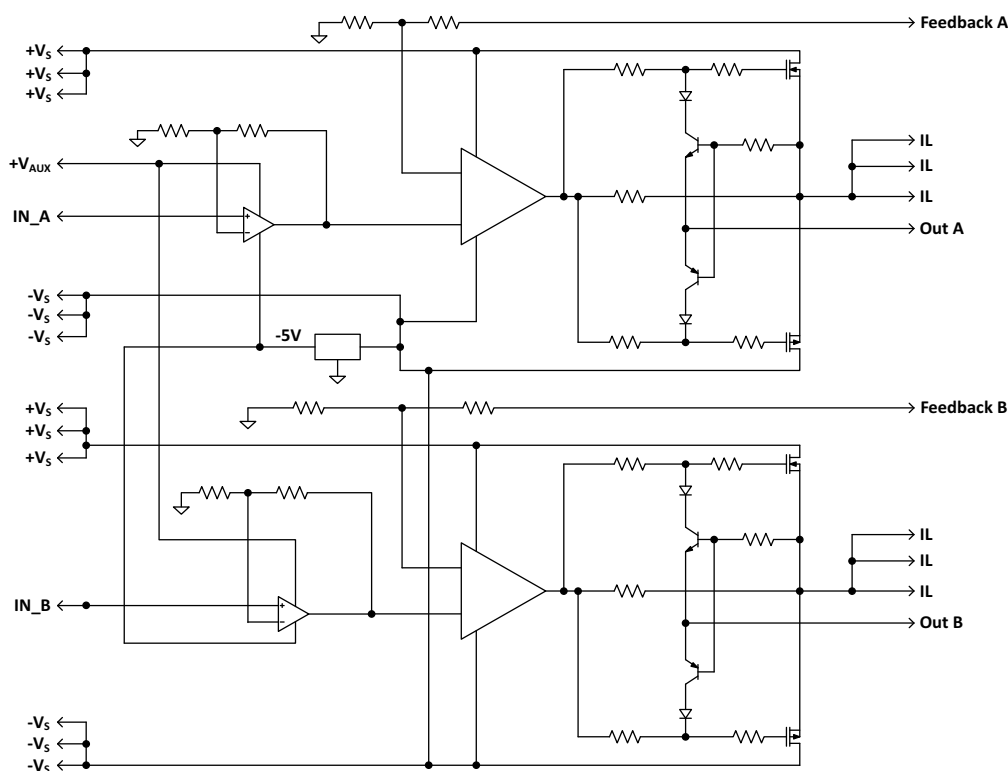 Feedback A
+VS
+VS
+VS
IL
+VAUX
IL
IN_A
IL
+
−
Out A
-VS
-VS
-VS
-5V
+VS
Feedback B
+VS
+VS
IL
IL
IN_B
IL
+
−
Out B
-VS
-VS
-VS